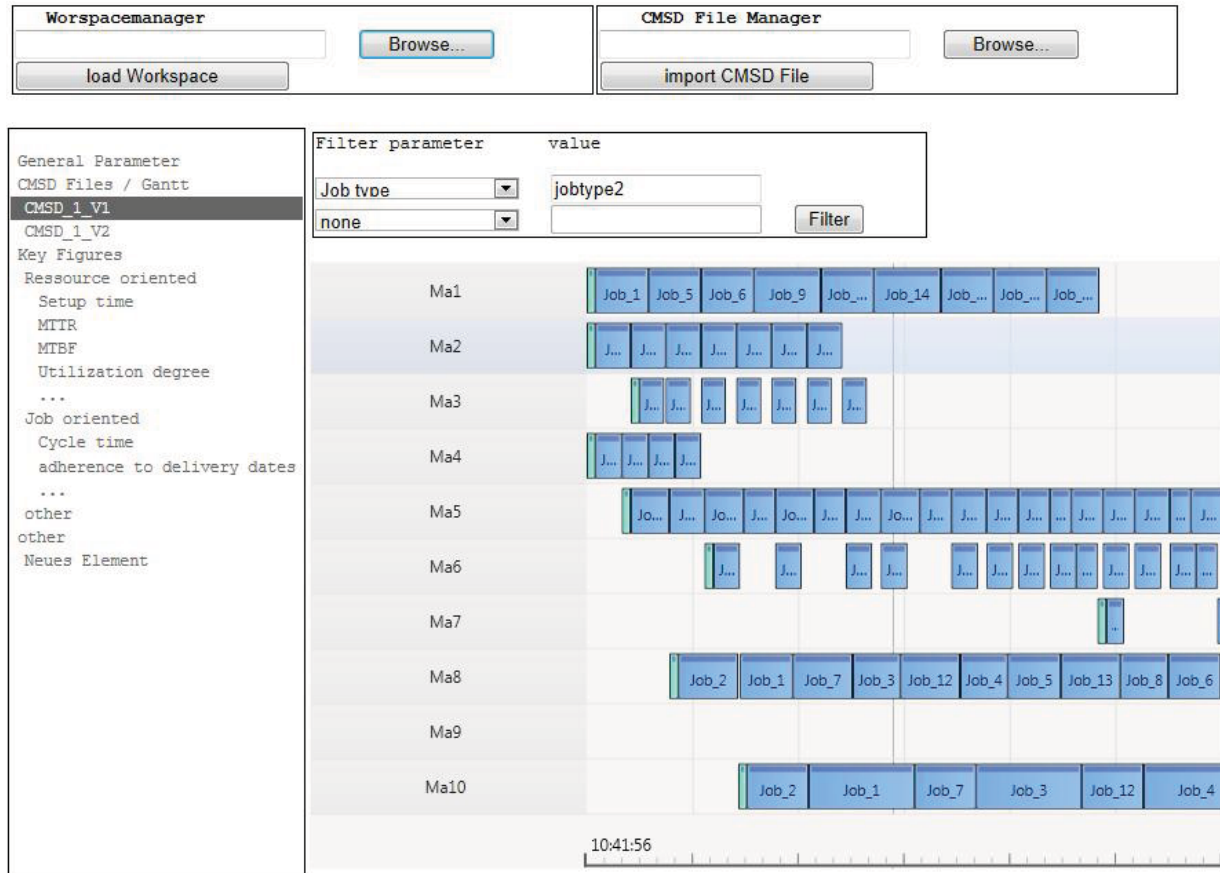 Worspacemanager
Browse...
load Workspace
CMSD File Manager
Browse...
import CMSD File
General Parameter
CMSD Files / Gantt
CMSD_1_V1
CMSD_1_V2
Key Figures
Ressource oriented
Setup time
MTTR
MTBF
Utilization degree
...
Job oriented
Cycle time
adherence to delivery dates
...
other
other
Neues Element
Filter parameter value
Job type jobtype2
none Filter
Ma1 Job_1 Job_5 Job_6 Job_9 Job_... Job_14 Job_... Job_... Job_...
Ma2 J... J... J... J... J... J... J...
Ma3 J... J... J... J... J... J... J...
Ma4 J... J... J... J...
Ma5 Jo... J... Jo... J... Jo... J... J... Jo... J... J... J... J... ... J... J... J... ... J...
Ma6 J... J... J... J... J... J... J... J... ... J... J... J... ...
Ma7 ...
Ma8 Job_2 Job_1 Job_7 Job_3 Job_12 Job_4 Job_5 Job_13 Job_8 Job_6
Ma9
Ma10 Job_2 Job_1 Job_7 Job_3 Job_12 Job_4
10:41:56